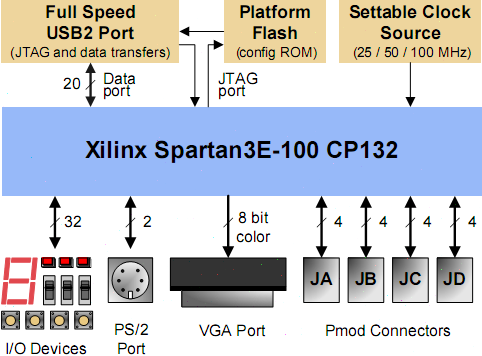 Full Speed
USB2 Port
(JTAG and data transfers)
Platform
Flash
(config ROM)
Settable Clock
Source
(25 / 50 / 100 MHz)
20
Data
port
JTAG
port
Xilinx Spartan3E-100 CP132
32
2
8 bit
color
4
4
4
4
JA
JB
JC
JD
I/O Devices
PS/2
Port
VGA Port
Pmod Connectors